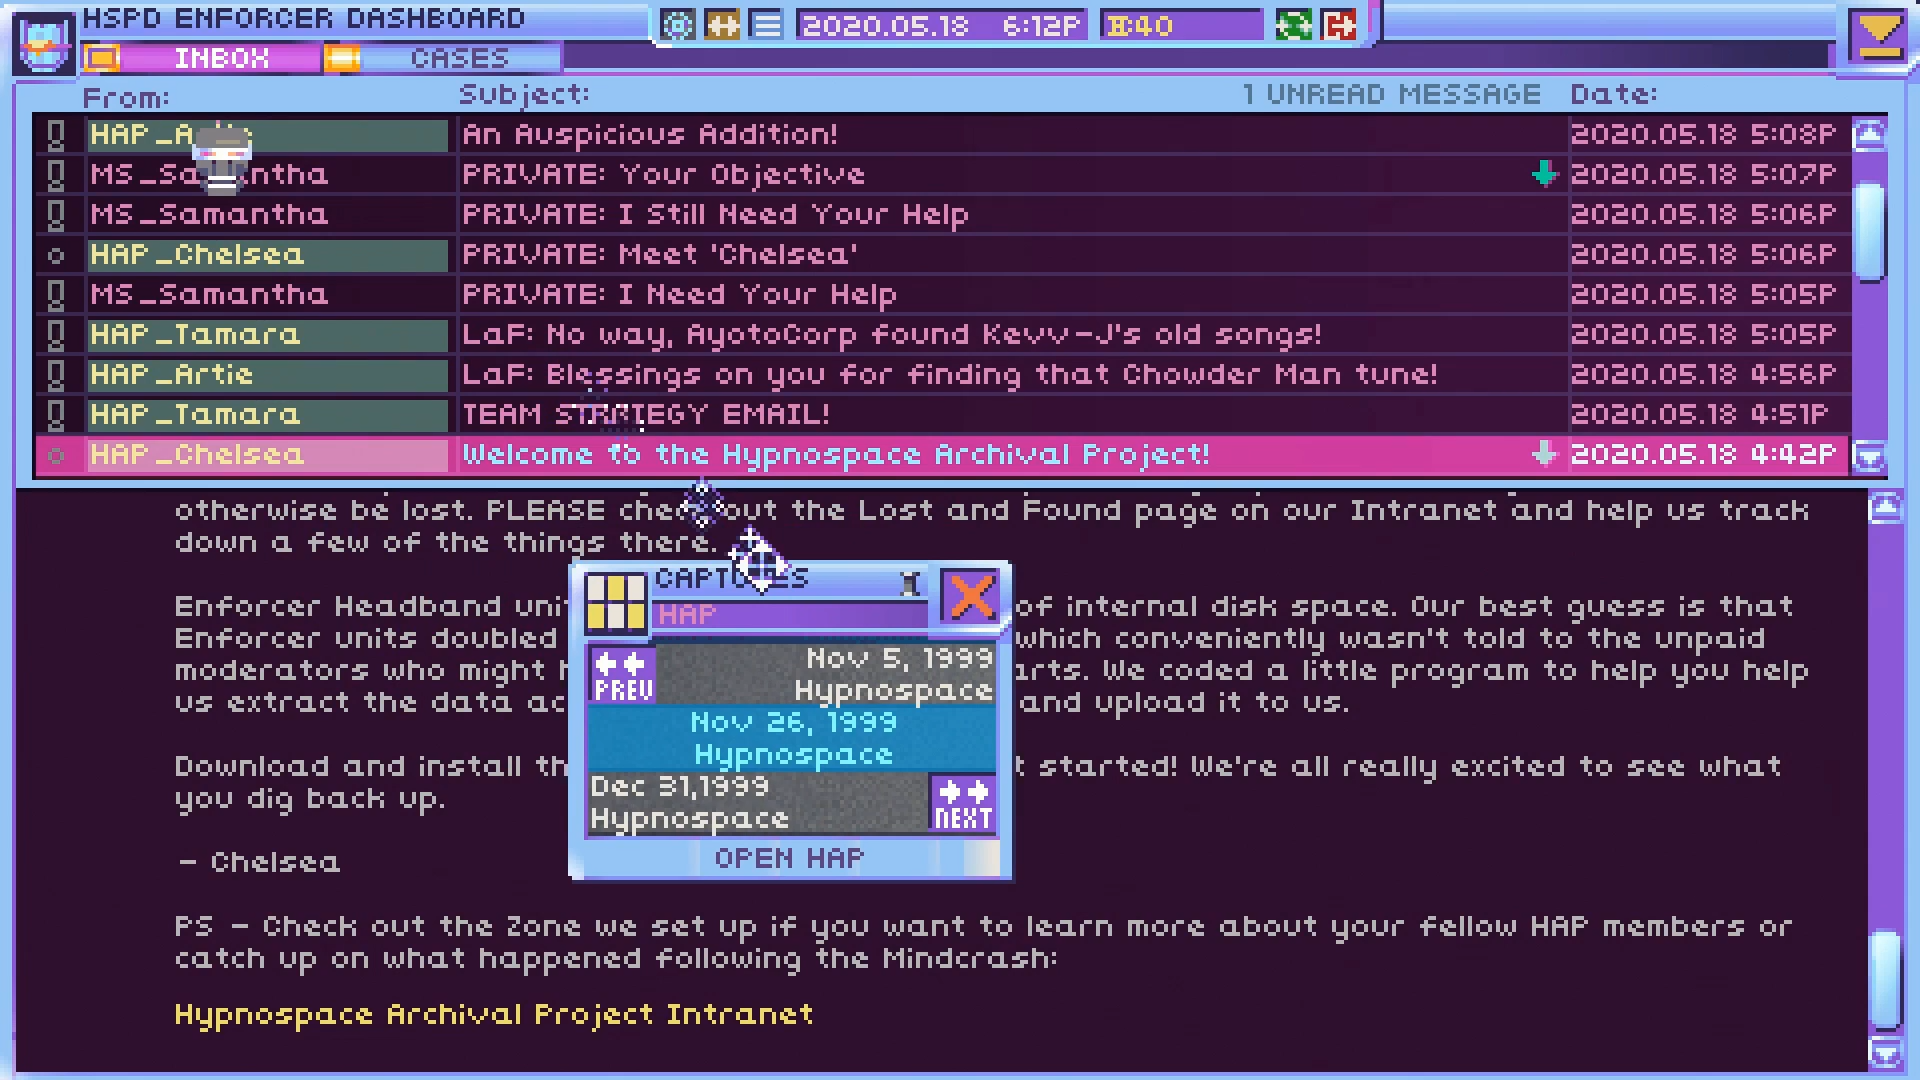 HSPD ENFORCER DASHBOARD
2020.05.18 6:12P
40
INBOX
CASES
From:
Subject:
1 UNREAD MESSAGE
Date:
An Auspicious Addition!
2020.05.18 5:08P
MS_Samantha
PRIVATE: Your Objective
2020.05.18 5:07P
MS_Samantha
PRIVATE: I Still Need Your Help
2020.05.18 5:06P
HAP_Chelsea
PRIVATE: Meet 'Chelsea'
2020.05.18 5:06P
MS_Samantha
PRIVATE: I Need Your Help
2020.05.18 5:05P
HAP_Tamara
LaF: No way, AyotoCorp found Kevv-J's old songs!
2020.05.18 5:05P
HAP_Artie
LaF: Blessings on you for finding that Chowder Man tune!
2020.05.18 4:56P
HAP_Tamara
TEAM STRATEGY EMAIL!
2020.05.18 4:51P
HAP_Chelsea
Welcome to the Hypnospace Archival Project!
2020.05.18 4:42P
otherwise be lost. PLEASE check out the Lost and Found page on our Intranet and help us track
down a few of the things there.
Enforcer Headband of internal disk space. Our best guess is that
Enforcer units doubled which conveniently wasn't told to the unpaid
moderators who might We coded a little program to help you help
us extract the data and upload it to us.
Download and install started! We're all really excited to see what
you dig back up.
- Chelsea
PS - Check out the Zone we set up if you want to learn more about your fellow HAP members or
catch up on what happened following the Mindcrash:
Hypnospace Archival Project Intranet
CAPTURES
HAP
PREV
Nov 5, 1999
Hypnospace
Nov 26, 1999
Hypnospace
Dec 31,1999
Hypnospace
NEXT
OPEN HAP